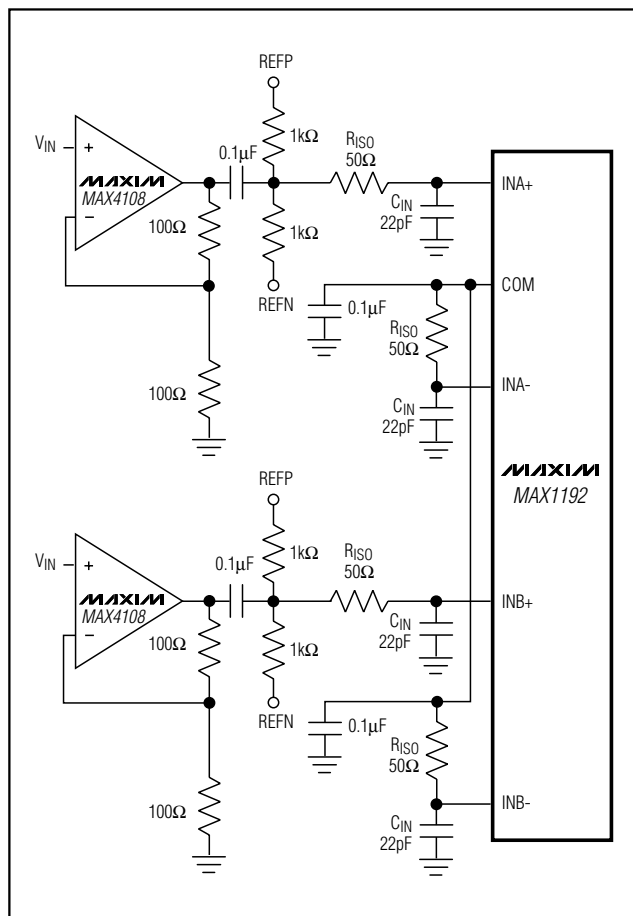 REFP
VIN
+
MAXIM
MAX4108
−
0.1µF
1kΩ
1kΩ
REFN
100Ω
100Ω
RISO
50Ω
CIN
22pF
INA+
0.1µF
COM
RISO
50Ω
INA-
CIN
22pF
MAXIM
MAX1192
REFP
VIN
+
MAXIM
MAX4108
−
0.1µF
1kΩ
1kΩ
REFN
100Ω
100Ω
RISO
50Ω
CIN
22pF
INB+
0.1µF
RISO
50Ω
INB-
CIN
22pF